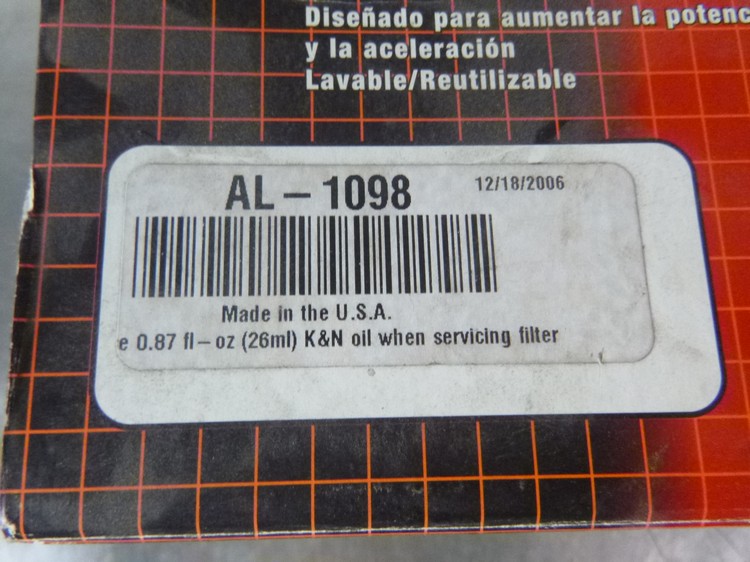 Diseñado para aumentar la potenc
y la aceleración
Lavable/Reutilizable
AL – 1098
12/18/2006
Made in the U.S.A.
e 0.87 fl – oz (26ml) K&N oil when servicing filter